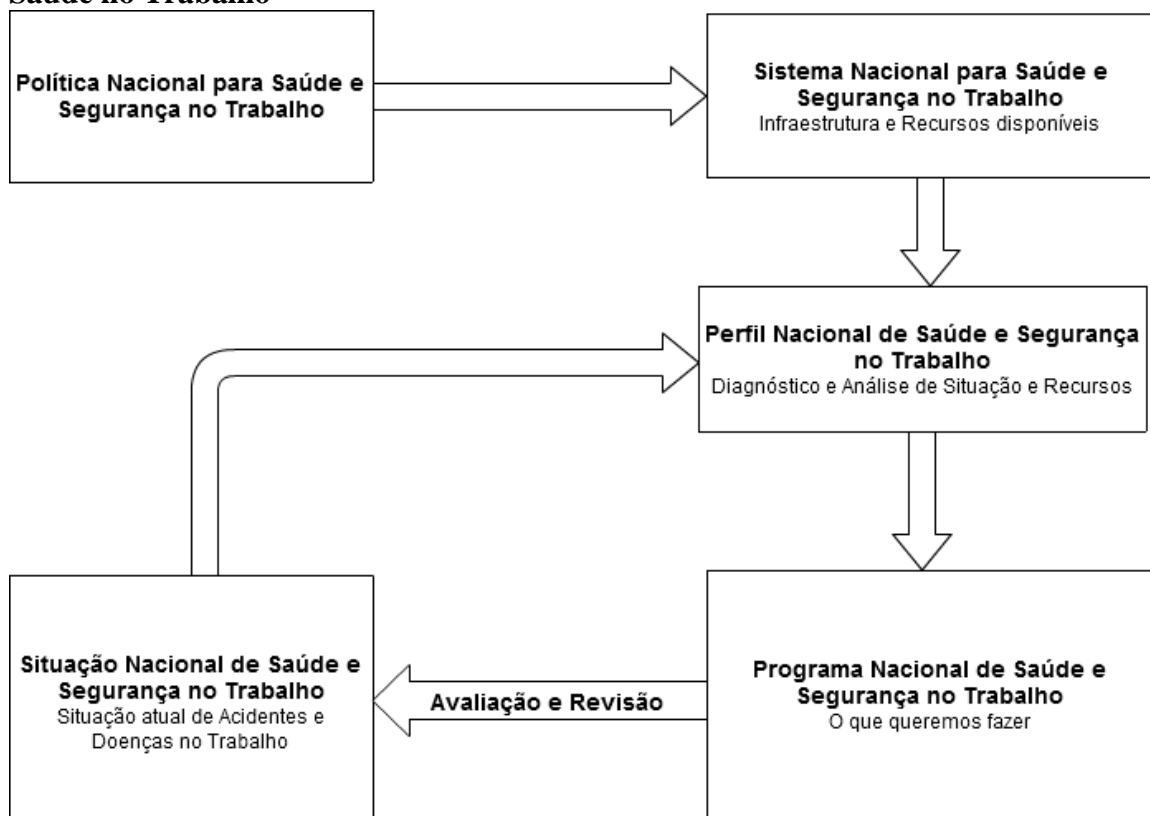 Saúde no Trabalho
Política Nacional para Saúde e
Segurança no Trabalho
Sistema Nacional para Saúde e
Segurança no Trabalho
Infraestrutura e Recursos disponíveis
Perfil Nacional de Saúde e Segurança
no Trabalho
Diagnóstico e Análise de Situação e Recursos
Situação Nacional de Saúde e
Segurança no Trabalho
Situação atual de Acidentes e
Doenças no Trabalho
Avaliação e Revisão
Programa Nacional de Saúde e
Segurança no Trabalho
O que queremos fazer